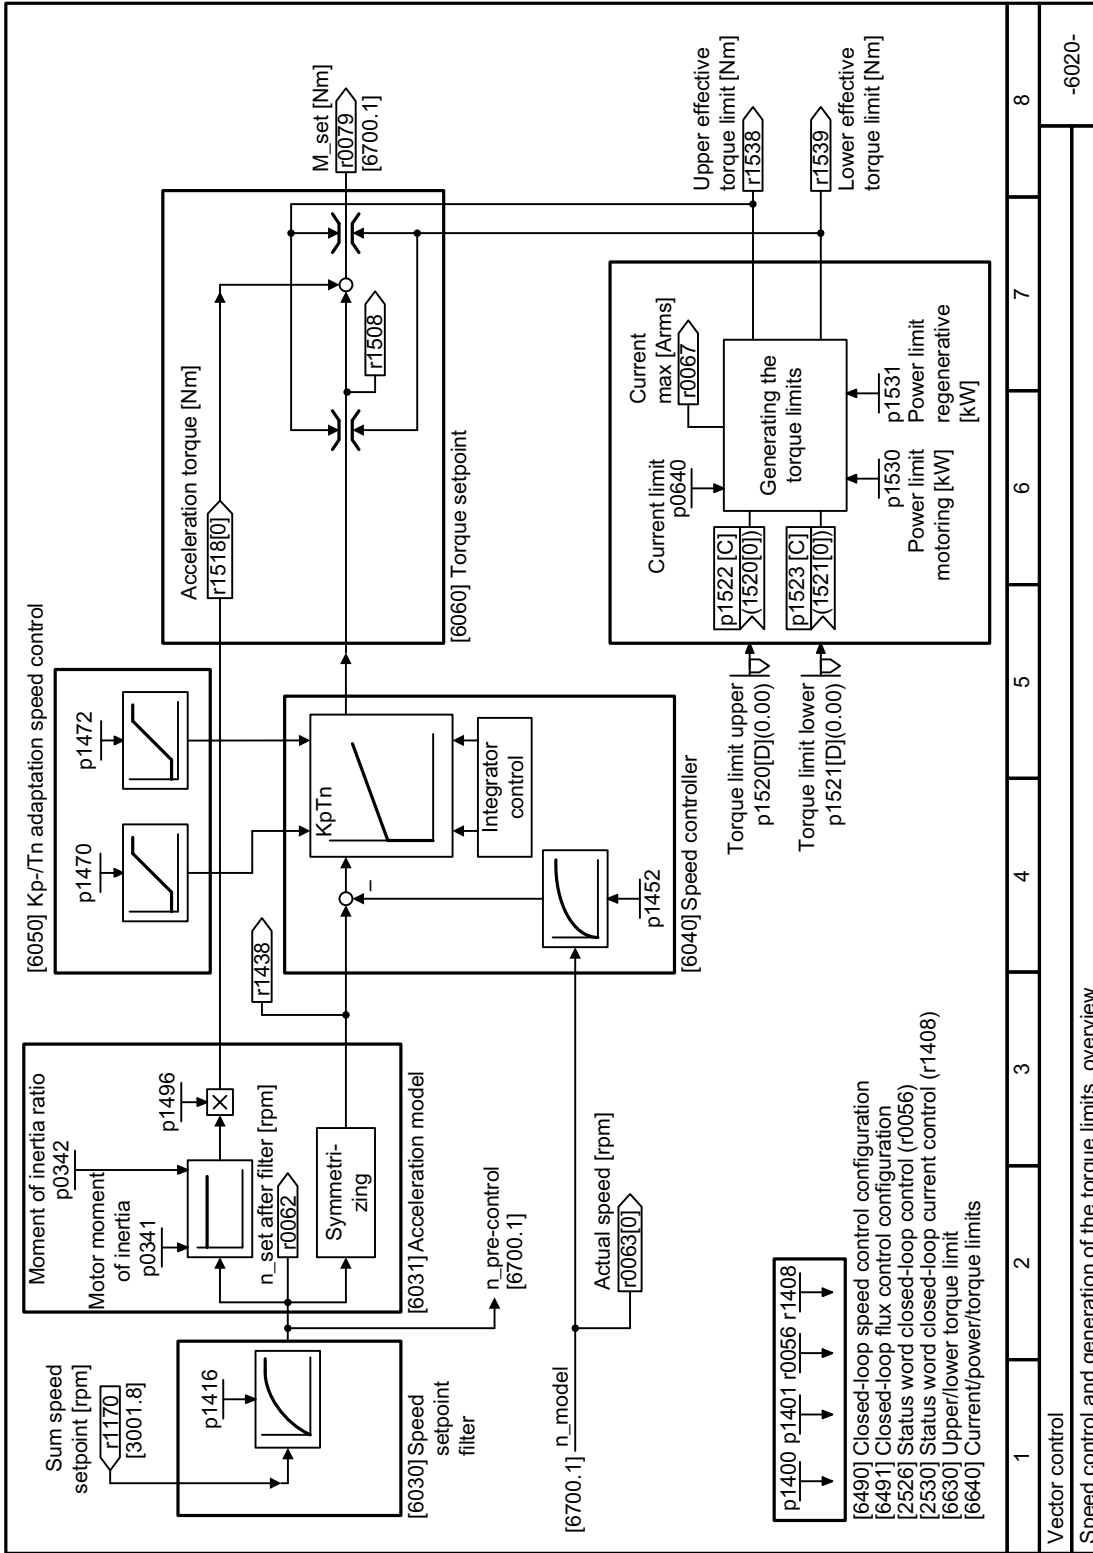 Sum speed
setpoint [rpm]
r1170
[3001.8]
p1416
[6030] Speed
setpoint
filter
Moment of inertia ratio
p0342
Motor moment
of inertia
p0341
p1496
X
n_set after filter [rpm]
r0062
Symmetri-
zing
[6031] Acceleration model
n_pre-control
[6700.1]
r1438
[6050] Kp-/Tn adaptation speed control
p1470
p1472
KpTn
–
Integrator
control
p1452
[6040] Speed controller
[6700.1]
n_model
Actual speed [rpm]
r0063[0]
Acceleration torque [Nm]
r1518[0]
r1508
[6060] Torque setpoint
M_set [Nm]
r0079
[6700.1]
Upper effective
torque limit [Nm]
r1538
r1539
Lower effective
torque limit [Nm]
Current
max [Arms]
r0067
Current limit
p0640
Generating the
torque limits
p1522 [C]
(1520[0])
p1523 [C]
(1521[0])
p1530
Power limit
motoring [kW]
p1531
Power limit
regenerative
[kW]
Torque limit upper
p1520[D](0.00)
Torque limit lower
p1521[D](0.00)
p1400 p1401 r0056 r1408
[6490] Closed-loop speed control configuration
[6491] Closed-loop flux control configuration
[2526] Status word closed-loop control (r0056)
[2530] Status word closed-loop current control (r1408)
[6630] Upper/lower torque limit
[6640] Current/power/torque limits
1 2 3 4 5 6 7 8
Vector control
-6020-
Speed control and generation of the torque limits, overview